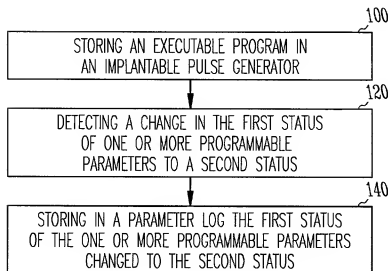 100
STORING AN EXECUTABLE PROGRAM IN
AN IMPLANTABLE PULSE GENERATOR
120
DETECTING A CHANGE IN THE FIRST STATUS
OF ONE OR MORE PROGRAMMABLE
PARAMETERS TO A SECOND STATUS
140
STORING IN A PARAMETER LOG THE FIRST STATUS
OF THE ONE OR MORE PROGRAMMABLE PARAMETERS
CHANGED TO THE SECOND STATUS